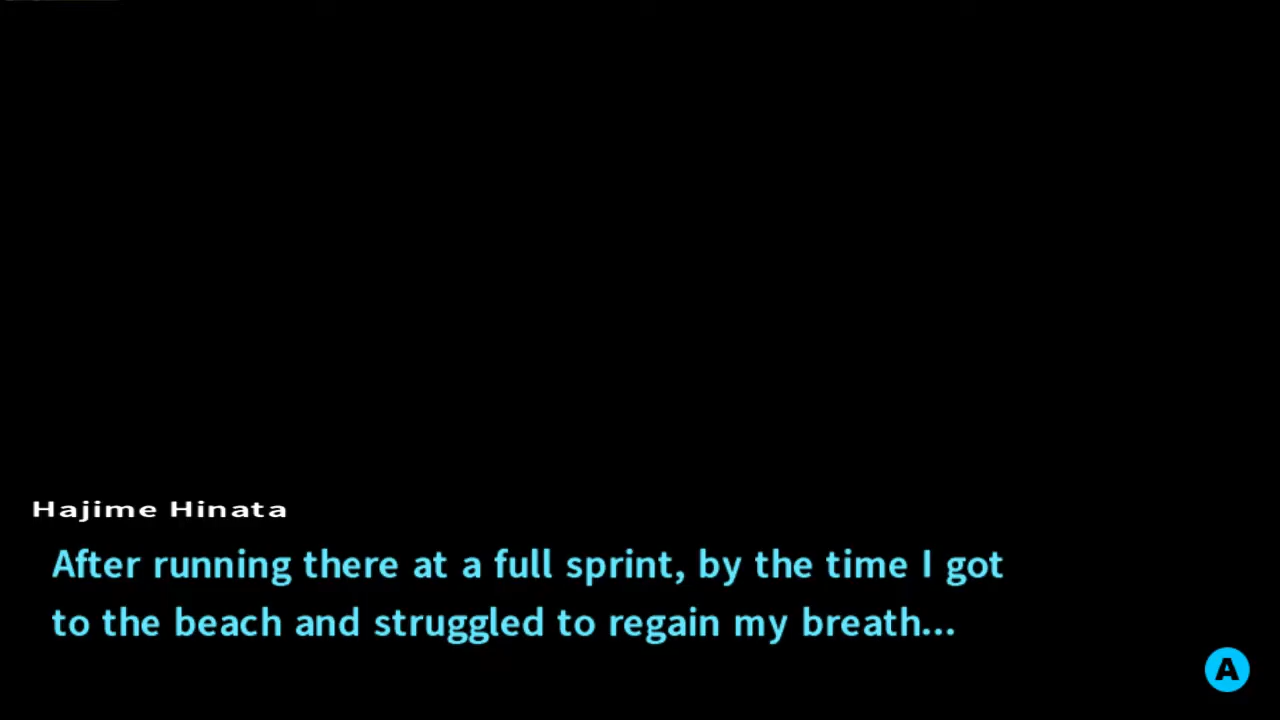 Hajime Hinata
After running there at a full sprint, by the time I got
to the beach and struggled to regain my breath...
A